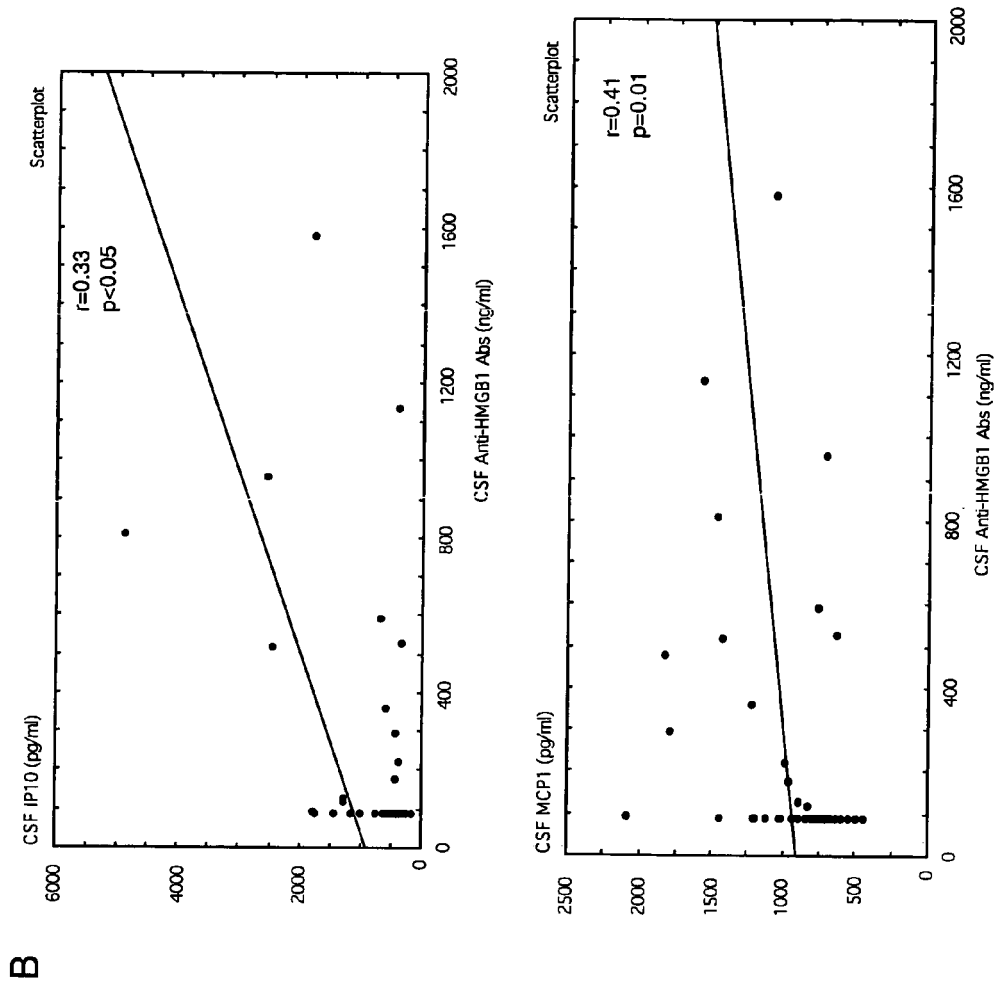 B
CSF IP10 (pg/ml)
Scatterplot
r=0.33
p<0.05
6000
4000
2000
0
0
400
800
1200
1600
2000
CSF Anti-HMGB1 Abs (ng/ml)
CSF MCP1 (pg/ml)
Scatterplot
r=0.41
p=0.01
2500
2000
1500
1000
500
0
0
400
800
1200
1600
2000
CSF Anti-HMGB1 Abs (ng/ml)